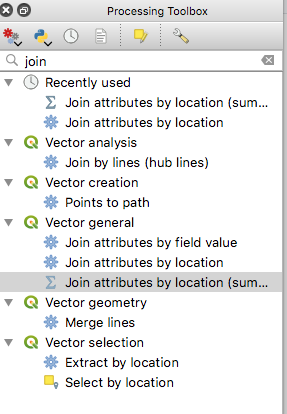 Processing Toolbox
join
Recently used
Join attributes by location (sum...
Join attributes by location
Vector analysis
Join by lines (hub lines)
Vector creation
Points to path
Vector general
Join attributes by field value
Join attributes by location
Join attributes by location (sum...
Vector geometry
Merge lines
Vector selection
Extract by location
Select by location